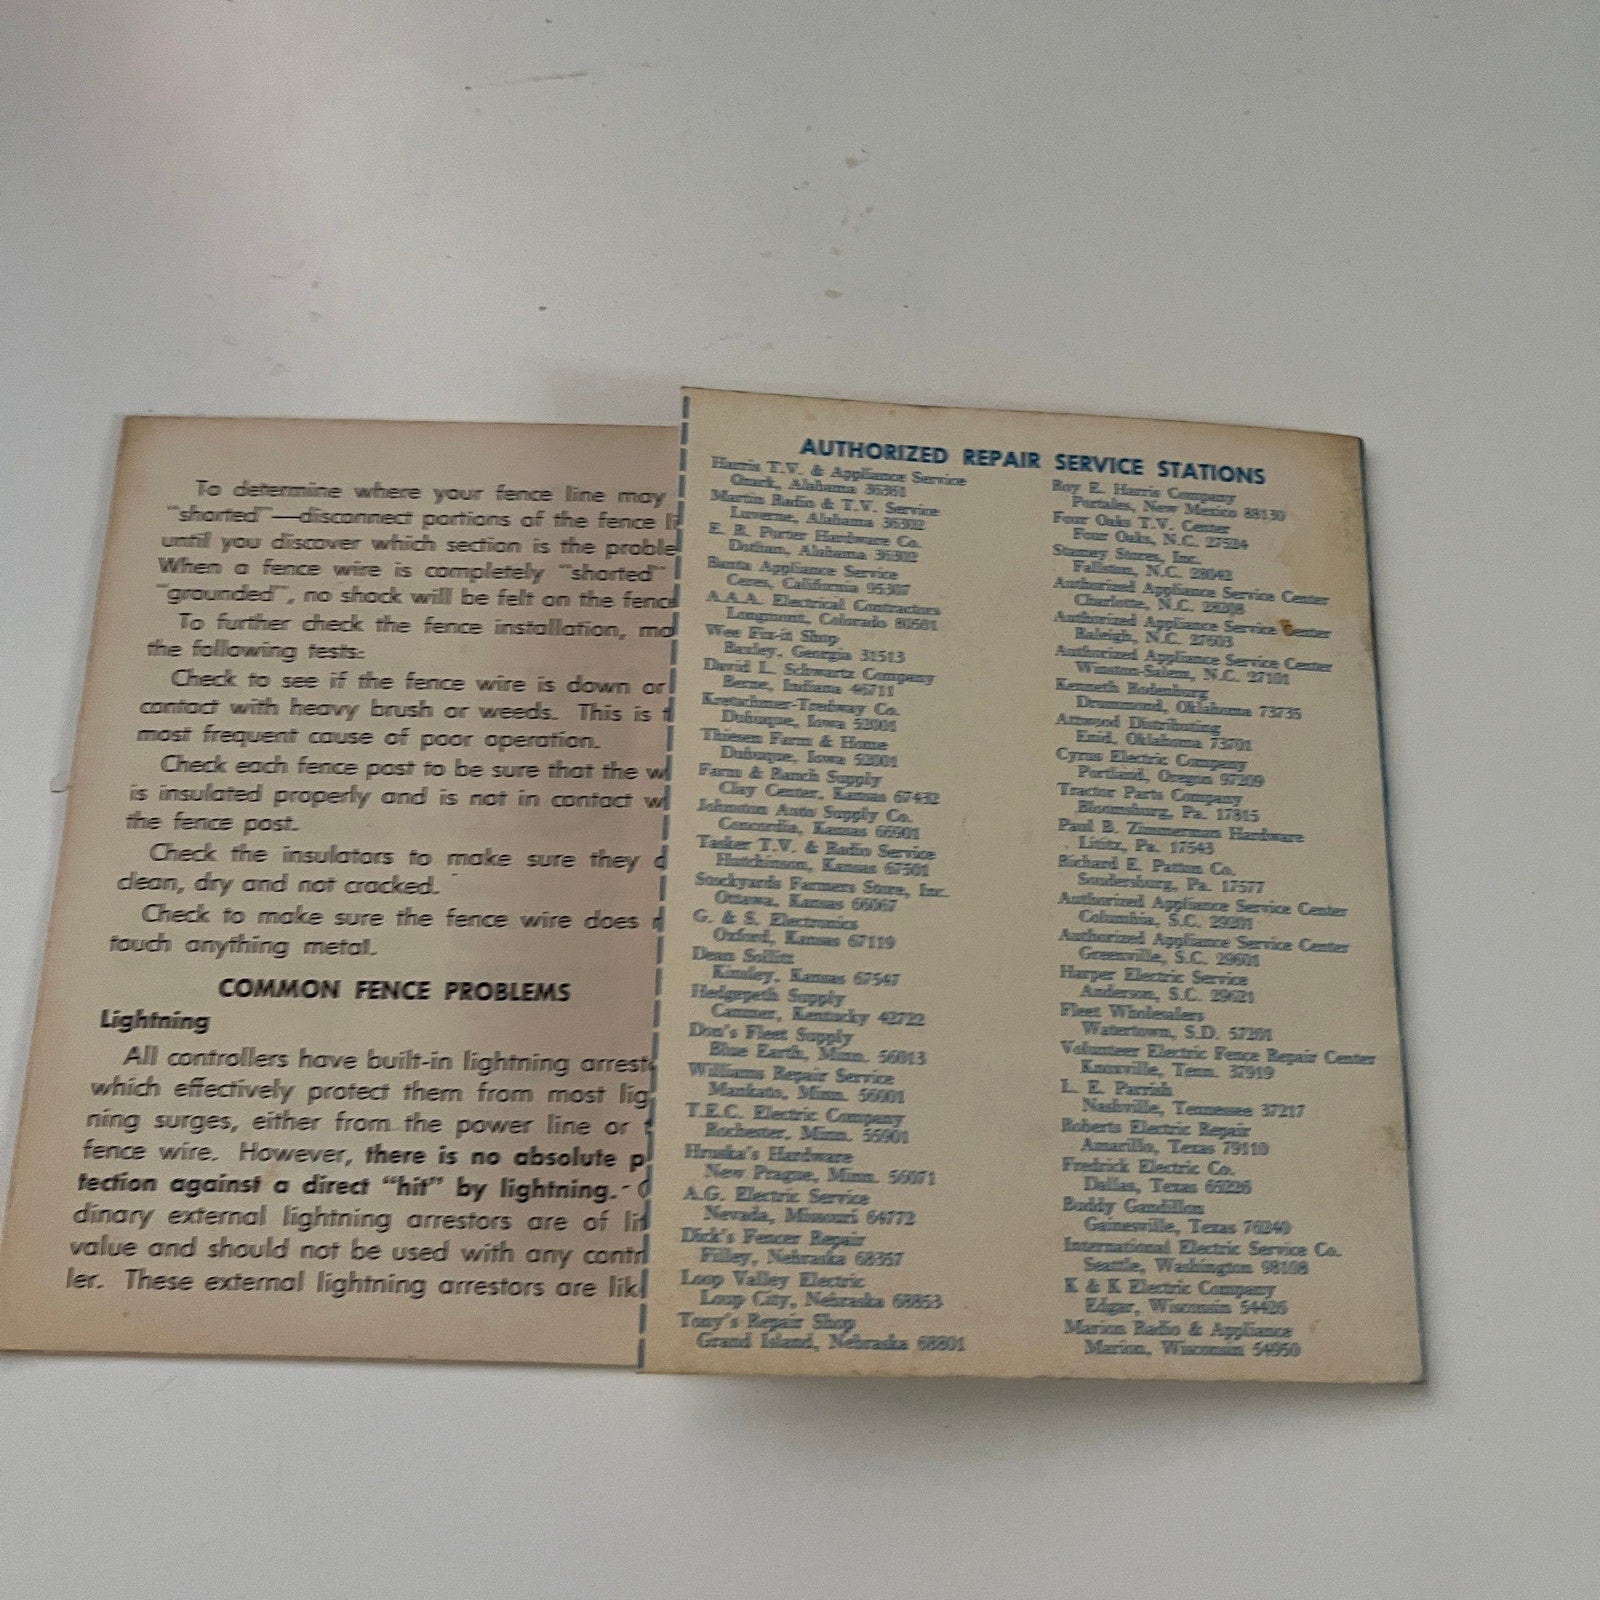 To determine where your fence line may
"shorted"—disconnect portions of the fence li
until you discover which section is the proble
When a fence wire is completely "shorted"
"grounded", no shock will be felt on the fence
To further check the fence installation, ma
the following tests:
Check to see if the fence wire is down or
contact with heavy brush or weeds. This is t
most frequent cause of poor operation.
Check each fence post to be sure that the wi
is insulated properly and is not in contact wi
the fence post.
Check the insulators to make sure they a
clean, dry and not cracked.
Check to make sure the fence wire does n
touch anything metal.
COMMON FENCE PROBLEMS
Lightning
All controllers have built-in lightning arresto
which effectively protect them from most lig
ning surges, either from the power line or t
fence wire. However, there is no absolute p
tection against a direct "hit" by lightning. O
dinary external lightning arrestors are of lit
value and should not be used with any contr
ler. These external lightning arrestors are lik
AUTHORIZED REPAIR SERVICE STATIONS
Harris T.V. & Appliance Service
Ozark, Alabama 36361
Martin Radio & T.V. Service
Luverne, Alabama
E. R. Porter Hardware Co.
Dothan, Alabama 36302
Banta Appliance Service
Ceres, California 95307
A.A.A. Electrical Contractors
Longmont, Colorado 80501
Wee Fix-it Shop
Baxley, Georgia 31513
David L. Schwartz Company
Berne, Indiana 46711
Kretschmer-Tredway Co.
Dubuque, Iowa 52001
Thiesen Farm & Home
Dubuque, Iowa 52001
Farm & Ranch Supply
Clay Center, Kansas 67432
Johnston Auto Supply Co.
Concordia, Kansas 66901
Tasker T.V. & Radio Service
Hutchinson, Kansas 67501
Stockyards Farmers Store, Inc.
Ottawa, Kansas 66067
G. & S. Electronics
Oxford, Kansas 67119
Dean Sollitt
Kinsley, Kansas 67547
Hedgepeth Supply
Canmer, Kentucky 42722
Don's Fleet Supply
Blue Earth, Minn. 56013
Williams Repair Service
Mankato, Minn. 56001
T.E.C. Electric Company
Rochester, Minn. 55901
Hruska's Hardware
New Prague, Minn. 56071
A.G. Electric Service
Nevada, Missouri 64772
Dick's Fencer Repair
Filley, Nebraska 68357
Loup Valley Electric
Loup City, Nebraska 68853
Tony's Repair Shop
Grand Island, Nebraska 68801
Roy E. Harris Company
Portales, New Mexico 88130
Four Oaks T.V. Center
Four Oaks, N.C. 27524
Stamey Stores, Inc.
Fallston, N.C. 28042
Authorized Appliance Service Center
Charlotte, N.C. 28208
Authorized Appliance Service Center
Raleigh, N.C. 27603
Authorized Appliance Service Center
Winston-Salem, N.C. 27101
Kenneth Rodenburg
Drummond, Oklahoma 73735
Attwood Distributing
Enid, Oklahoma 73701
Cyrus Electric Company
Portland, Oregon 97209
Tractor Parts Company
Bloomsburg, Pa. 17815
Paul B. Zimmerman Hardware
Lititz, Pa. 17543
Richard E. Patton Co.
Soudersburg, Pa. 17577
Authorized Appliance Service Center
Columbia, S.C. 29201
Authorized Appliance Service Center
Greenville, S.C. 29601
Harper Electric Service
Anderson, S.C. 29621
Fleet Wholesalers
Watertown, S.D. 57201
Volunteer Electric Fence Repair Center
Knoxville, Tenn. 37919
L. E. Parrish
Nashville, Tennessee 37217
Roberts Electric Repair
Amarillo, Texas 79110
Fredrick Electric Co.
Dallas, Texas
Buddy Gandillon
Gainesville, Texas 76240
International Electric Service Co.
Seattle, Washington 98108
K & K Electric Company
Edgar, Wisconsin 54426
Marion Radio & Appliance
Marion, Wisconsin 54950